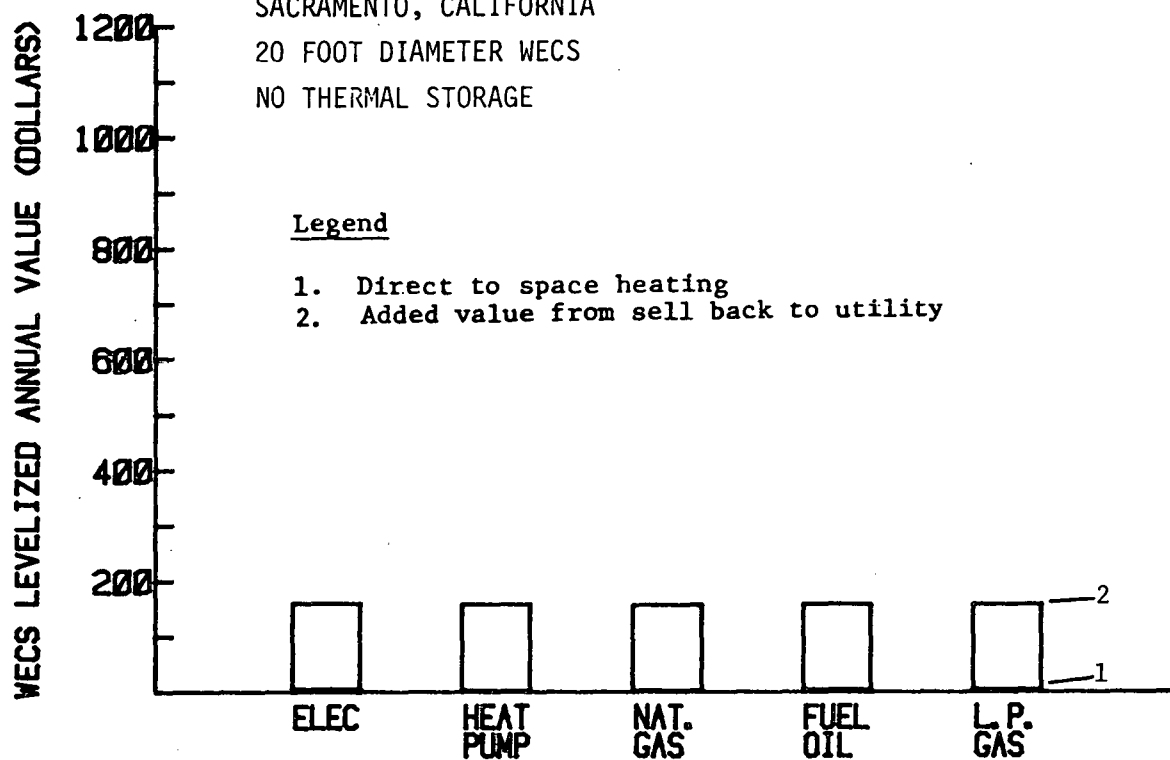 SACRAMENTO, CALIFORNIA
20 FOOT DIAMETER WECS
NO THERMAL STORAGE
Legend
1. Direct to space heating
2. Added value from sell back to utility
WECS LEVELIZED ANNUAL VALUE (DOLLARS)
1200
1000
800
600
400
200
2
1
ELEC
HEAT PUMP
NAT. GAS
FUEL OIL
L.P. GAS